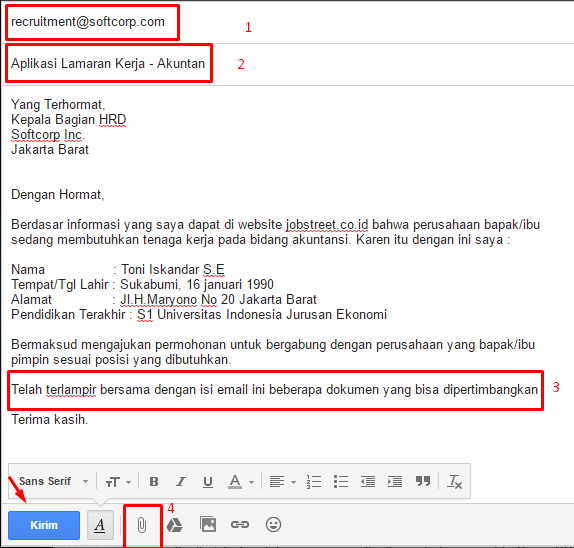 recruitment@softcorp.com
1
Aplikasi Lamaran Kerja - Akuntan
2
Yang Terhormat,
Kepala Bagian HRD
Softcorp Inc.
Jakarta Barat
Dengan Hormat,
Berdasar informasi yang saya dapat di website jobstreet.co.id bahwa perusahaan bapak/ibu
sedang membutuhkan tenaga kerja pada bidang akuntansi. Karen itu dengan ini saya :
Nama : Toni Iskandar S.E
Tempat/Tgl Lahir : Sukabumi, 16 januari 1990
Alamat : Jl.H.Maryono No 20 Jakarta Barat
Pendidikan Terakhir : S1 Universitas Indonesia Jurusan Ekonomi
Bermaksud mengajukan permohonan untuk bergabung dengan perusahaan yang bapak/ibu
pimpin sesuai posisi yang dibutuhkan.
Telah terlampir bersama dengan isi email ini beberapa dokumen yang bisa dipertimbangkan
3
Terima kasih.
Sans Serif
4
Kirim